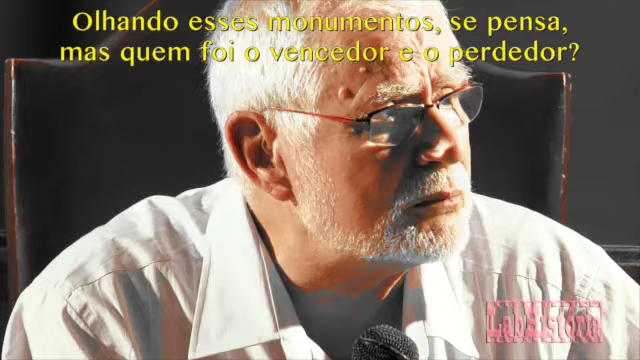 Olhando esses monumentos, se pensa,
mas quem foi o vencedor e o perdedor?
LabHistória